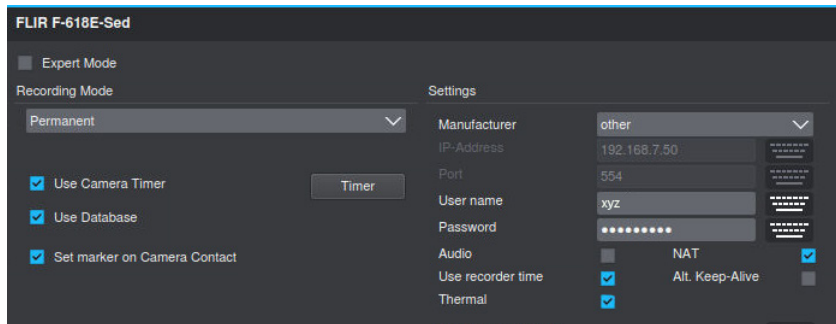 FLIR F-618E-Sed
Expert Mode
Recording Mode
Permanent
Use Camera Timer
Timer
Use Database
Set marker on Camera Contact
Settings
Manufacturer other
IP-Address 192.168.7.50
Port 554
User name xyz
Password •••••••••
Audio NAT
Use recorder time Alt. Keep-Alive
Thermal